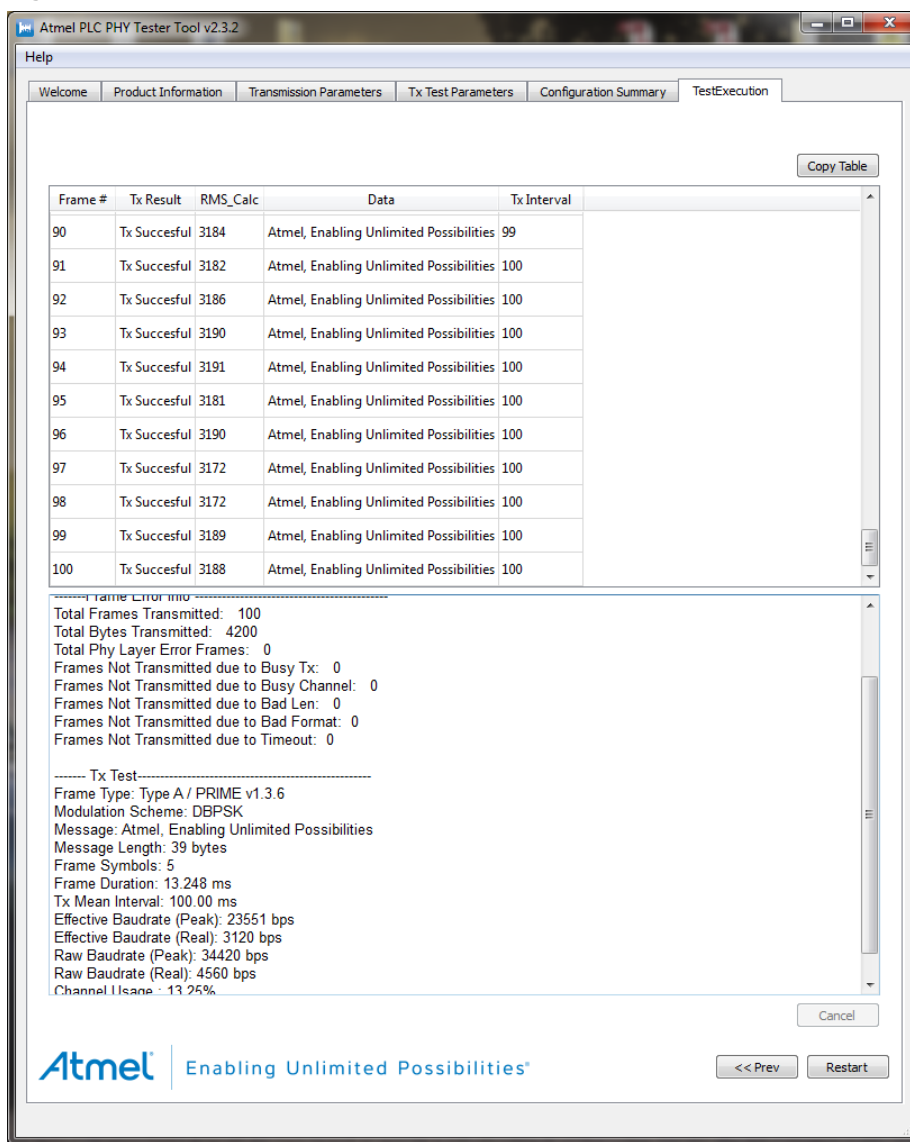 Atmel PLC PHY Tester Tool v2.3.2
Help
Welcome Product Information Transmission Parameters Tx Test Parameters Configuration Summary TestExecution
Copy Table
Frame # Tx Result RMS_Calc Data Tx Interval
90 Tx Succesful 3184 Atmel, Enabling Unlimited Possibilities 99
91 Tx Succesful 3182 Atmel, Enabling Unlimited Possibilities 100
92 Tx Succesful 3186 Atmel, Enabling Unlimited Possibilities 100
93 Tx Succesful 3190 Atmel, Enabling Unlimited Possibilities 100
94 Tx Succesful 3191 Atmel, Enabling Unlimited Possibilities 100
95 Tx Succesful 3181 Atmel, Enabling Unlimited Possibilities 100
96 Tx Succesful 3190 Atmel, Enabling Unlimited Possibilities 100
97 Tx Succesful 3172 Atmel, Enabling Unlimited Possibilities 100
98 Tx Succesful 3172 Atmel, Enabling Unlimited Possibilities 100
99 Tx Succesful 3189 Atmel, Enabling Unlimited Possibilities 100
100 Tx Succesful 3188 Atmel, Enabling Unlimited Possibilities 100
-------Frame Error Info --------------------------------------------
Total Frames Transmitted: 100
Total Bytes Transmitted: 4200
Total Phy Layer Error Frames: 0
Frames Not Transmitted due to Busy Tx: 0
Frames Not Transmitted due to Busy Channel: 0
Frames Not Transmitted due to Bad Len: 0
Frames Not Transmitted due to Bad Format: 0
Frames Not Transmitted due to Timeout: 0
------- Tx Test-----------------------------------------------------
Frame Type: Type A / PRIME v1.3.6
Modulation Scheme: DBPSK
Message: Atmel, Enabling Unlimited Possibilities
Message Length: 39 bytes
Frame Symbols: 5
Frame Duration: 13.248 ms
Tx Mean Interval: 100.00 ms
Effective Baudrate (Peak): 23551 bps
Effective Baudrate (Real): 3120 bps
Raw Baudrate (Peak): 34420 bps
Raw Baudrate (Real): 4560 bps
Channel Usage : 13.25%
Cancel
Atmel Enabling Unlimited Possibilities®
<< Prev Restart